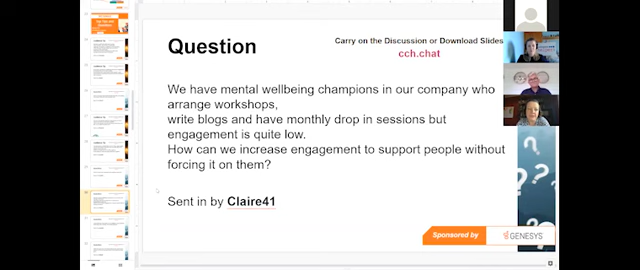 Question
Carry on the Discussion or Download Slides
cch.chat
We have mental wellbeing champions in our company who
arrange workshops,
write blogs and have monthly drop in sessions but
engagement is quite low.
How can we increase engagement to support people without
forcing it on them?
Sent in by Claire41
Sponsored by
GENESYS